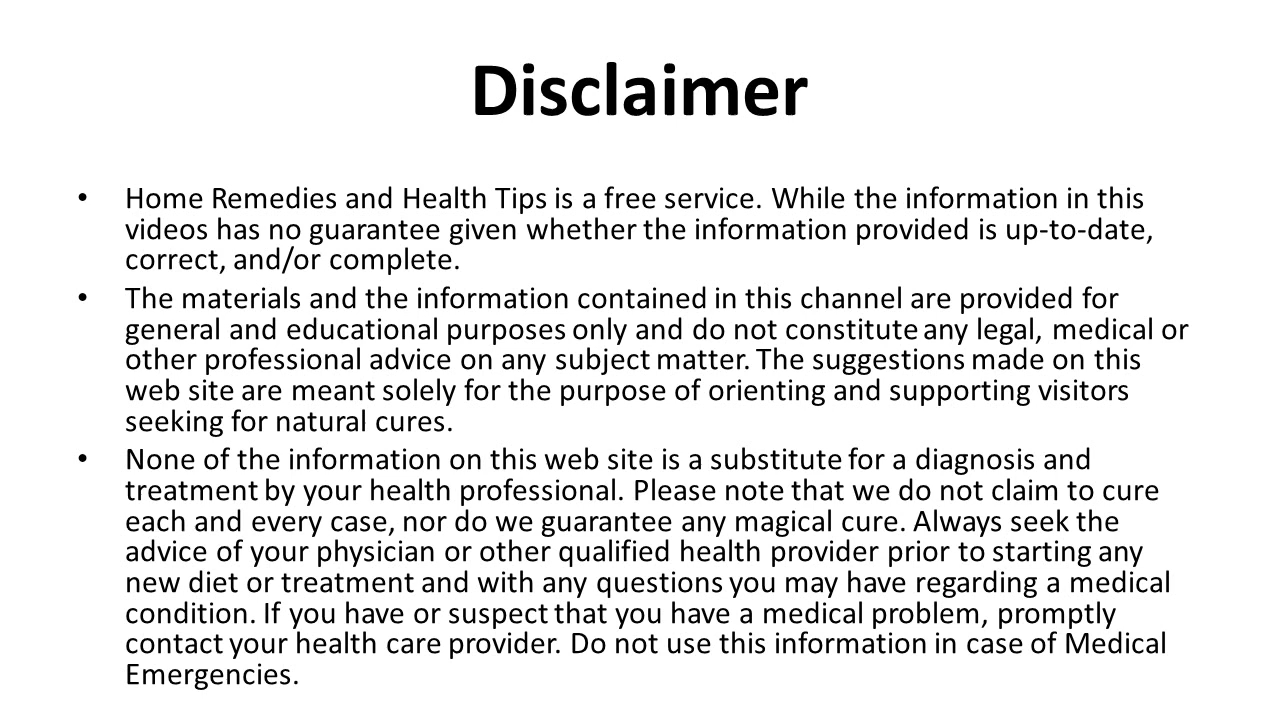 Disclaimer
• Home Remedies and Health Tips is a free service. While the information in this
videos has no guarantee given whether the information provided is up-to-date,
correct, and/or complete.
• The materials and the information contained in this channel are provided for
general and educational purposes only and do not constitute any legal, medical or
other professional advice on any subject matter. The suggestions made on this
web site are meant solely for the purpose of orienting and supporting visitors
seeking for natural cures.
• None of the information on this web site is a substitute for a diagnosis and
treatment by your health professional. Please note that we do not claim to cure
each and every case, nor do we guarantee any magical cure. Always seek the
advice of your physician or other qualified health provider prior to starting any
new diet or treatment and with any questions you may have regarding a medical
condition. If you have or suspect that you have a medical problem, promptly
contact your health care provider. Do not use this information in case of Medical
Emergencies.